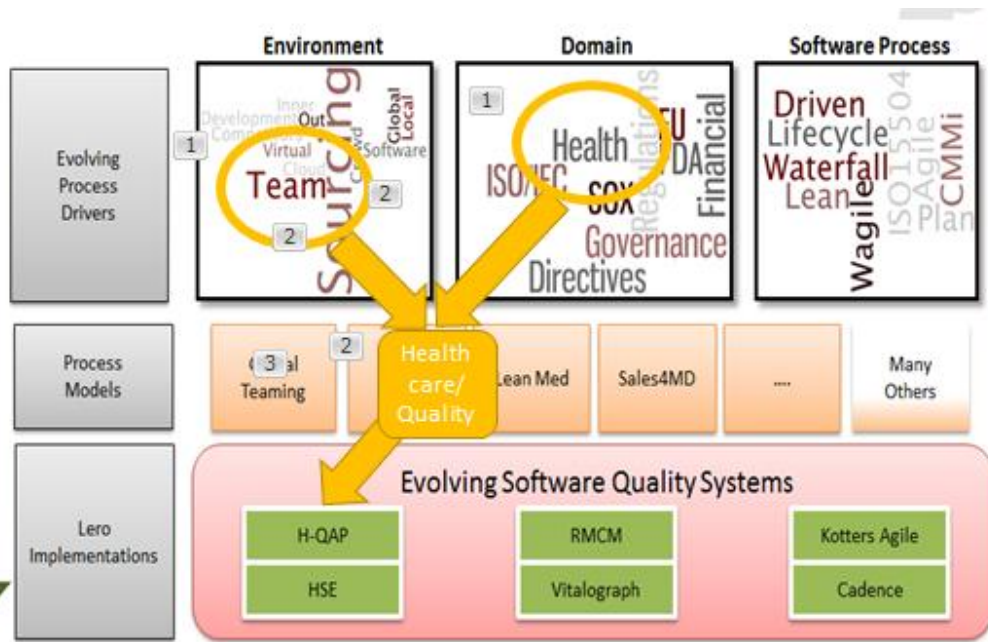 Environment
Domain
Software Process
Evolving
Process
Drivers
1
Inner
Development
Out
Virtual
Cloud
Team
Sourcing
Crowd
Software
Global
Local
2
2
1
Health
ISO/IEC
SOX
Regulations
EU
Financial
Governance
Directives
Driven
Lifecycle
Waterfall
Lean
Wagile
ISO15504
Agile
Plan
CMMi
Process
Models
3
Teaming
2
Health
care/
Quality
Lean Med
Sales4MD
....
Many
Others
Lero
Implementations
Evolving Software Quality Systems
H-QAP
HSE
RMCM
Vitalograph
Kotters Agile
Cadence